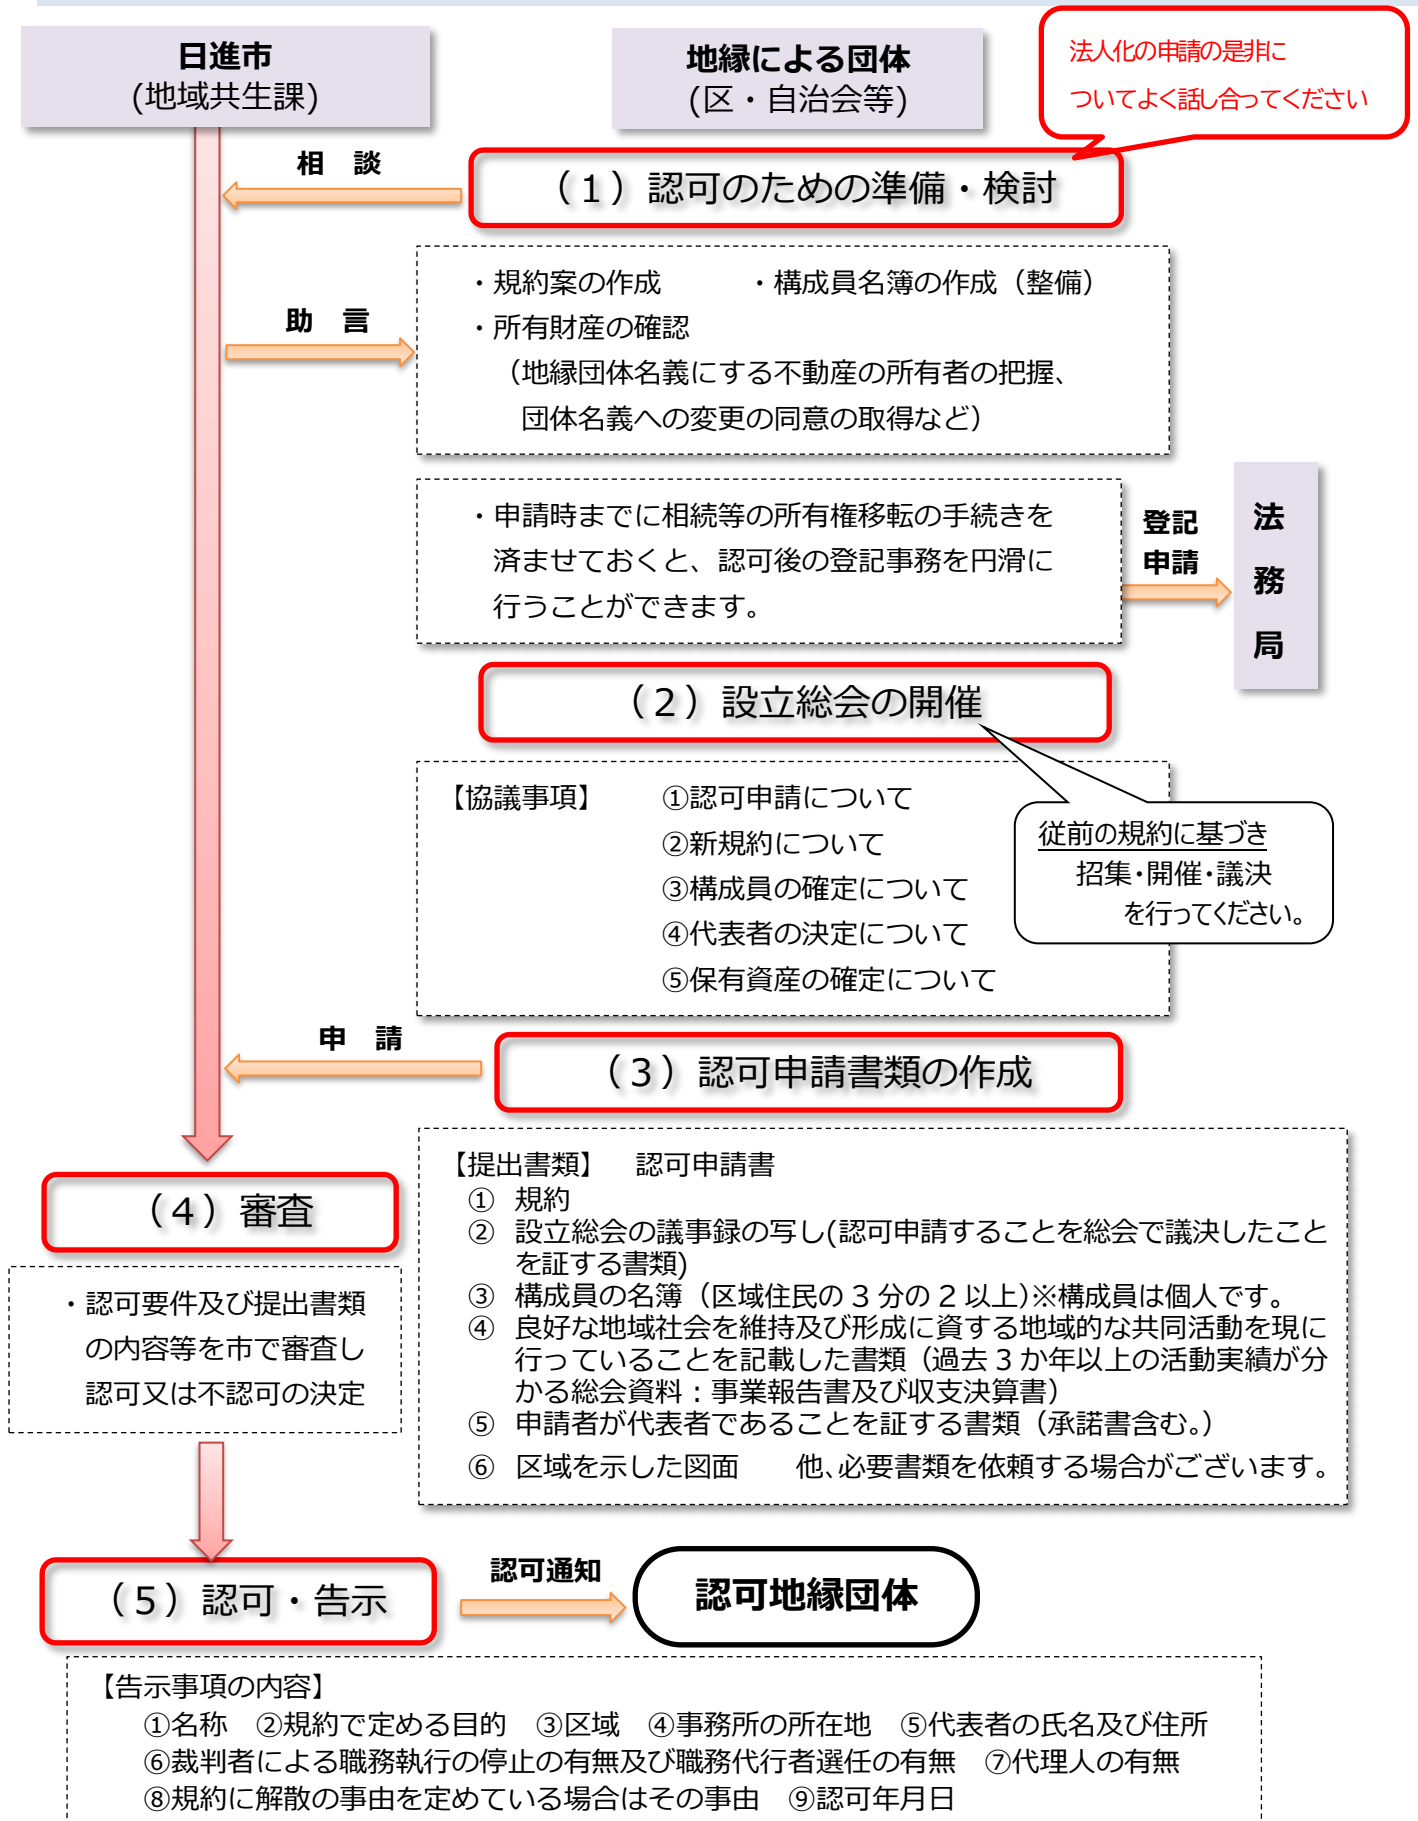 日進市
(地域共生課)
地縁による団体
(区・自治会等)
法人化の申請の是非に
ついてよく話し合ってください
相　談
（１）認可のための準備・検討
助　言
・規約案の作成　　　・構成員名簿の作成（整備）
・所有財産の確認
（地縁団体名義にする不動産の所有者の把握、
団体名義への変更の同意の取得など）
・申請時までに相続等の所有権移転の手続きを
済ませておくと、認可後の登記事務を円滑に
行うことができます。
登記
申請
法
務
局
（２）設立総会の開催
【協議事項】　　①認可申請について
②新規約について
③構成員の確定について
④代表者の決定について
⑤保有資産の確定について
従前の規約に基づき
招集・開催・議決
を行ってください。
申　請
（３）認可申請書類の作成
【提出書類】　認可申請書
①　規約
②　設立総会の議事録の写し(認可申請することを総会で議決したこと
を証する書類)
③　構成員の名簿（区域住民の３分の２以上）※構成員は個人です。
④　良好な地域社会を維持及び形成に資する地域的な共同活動を現に
行っていることを記載した書類（過去３か年以上の活動実績が分
かる総会資料：事業報告書及び収支決算書）
⑤　申請者が代表者であることを証する書類（承諾書含む。）
⑥　区域を示した図面　　他、必要書類を依頼する場合がございます。
（４）審査
・認可要件及び提出書類
の内容等を市で審査し
認可又は不認可の決定
（５）認可・告示
認可通知
認可地縁団体
【告示事項の内容】
①名称　②規約で定める目的　③区域　④事務所の所在地　⑤代表者の氏名及び住所
⑥裁判者による職務執行の停止の有無及び職務代行者選任の有無　⑦代理人の有無
⑧規約に解散の事由を定めている場合はその事由　⑨認可年月日